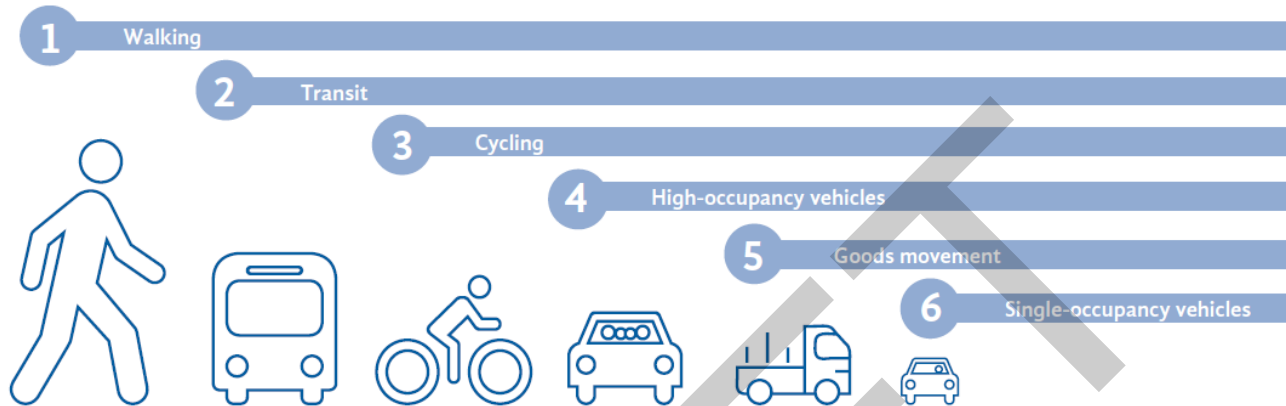 1 Walking
2 Transit
3 Cycling
4 High-occupancy vehicles
5 Goods movement
6 Single-occupancy vehicles